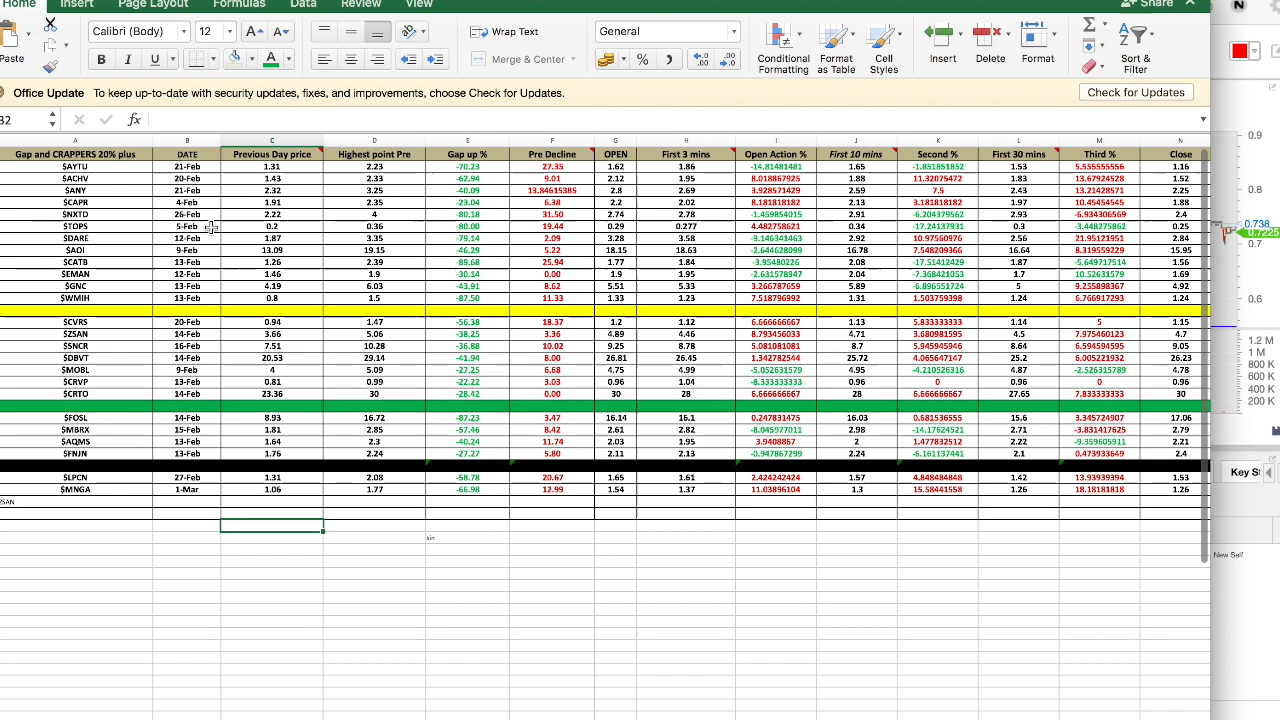 Home Insert Page Layout Formulas Data Review View Share
Calibri (Body) 12 Wrap Text General
Paste Merge & Center Conditional Formatting Format as Table Cell Styles Insert Delete Format Sort & Filter
Office Update To keep up-to-date with security updates, fixes, and improvements, choose Check for Updates. Check for Updates
32 fx
A B C D E F G H I J K L M N
Gap and CRAPPERS 20% plus DATE Previous Day price Highest point Pre Gap up % Pre Decline OPEN First 3 mins Open Action % First 10 mins Second % First 30 mins Third % Close
$AYTU 21-Feb 1.31 2.23 -70.23 27.35 1.62 1.86 -14.81481481 1.65 -1.851851852 1.53 5.555555556 1.16
$ACHV 20-Feb 1.43 2.33 -62.94 9.01 2.12 1.95 8.018867925 1.88 11.32075472 1.83 13.67924528 1.52
$ANY 21-Feb 2.32 3.25 -40.09 13.84615385 2.8 2.69 3.928571429 2.59 7.5 2.43 13.21428571 2.25
$CAPR 4-Feb 1.91 2.35 -23.04 6.38 2.2 2.02 8.181818182 2.13 3.181818182 1.97 10.45454545 1.88
$NXTD 26-Feb 2.22 4 -80.18 31.50 2.74 2.78 -1.459854015 2.91 -6.204379562 2.93 -6.934306569 2.4
$TOPS 5-Feb 0.2 0.36 -80.00 19.44 0.29 0.277 4.482758621 0.34 -17.24137931 0.3 -3.448275862 0.25
$DARE 12-Feb 1.87 3.35 -79.14 2.09 3.28 3.58 -9.146341463 2.92 10.97560976 2.56 21.95121951 2.84
$AOI 9-Feb 13.09 19.15 -46.29 5.22 18.15 18.63 -2.644628099 16.78 7.548209366 16.64 8.319559229 15.95
$CATB 13-Feb 1.26 2.39 -89.68 25.94 1.77 1.84 -3.95480226 2.08 -17.51412429 1.87 -5.649717514 1.56
$EMAN 12-Feb 1.46 1.9 -30.14 0.00 1.9 1.95 -2.631578947 2.04 -7.368421053 1.7 10.52631579 1.69
$GNC 13-Feb 4.19 6.03 -43.91 8.62 5.51 5.33 3.266787659 5.89 -6.896551724 5 9.255898367 4.92
$WMIH 13-Feb 0.8 1.5 -87.50 11.33 1.33 1.23 7.518796992 1.31 1.503759398 1.24 6.766917293 1.24
$CVRS 20-Feb 0.94 1.47 -56.38 18.37 1.2 1.12 6.666666667 1.13 5.833333333 1.14 5 1.15
$ZSAN 14-Feb 3.66 5.06 -38.25 3.36 4.89 4.46 8.793456033 4.71 3.680981595 4.5 7.975460123 4.7
$SNCR 16-Feb 7.51 10.28 -36.88 10.02 9.25 8.78 5.081081081 8.7 5.945945946 8.64 6.594594595 9.05
$DBVT 14-Feb 20.53 29.14 -41.94 8.00 26.81 26.45 1.342782544 25.72 4.065647147 25.2 6.005221932 26.23
$MOBL 9-Feb 4 5.09 -27.25 6.68 4.75 4.99 -5.052631579 4.95 -4.210526316 4.87 -2.526315789 4.78
$CRVP 13-Feb 0.81 0.99 -22.22 3.03 0.96 1.04 -8.333333333 0.96 0 0.96 0 0.96
$CRTO 14-Feb 23.36 30 -28.42 0.00 30 28 6.666666667 28 6.666666667 27.65 7.833333333 30
$FOSL 14-Feb 8.93 16.72 -87.23 3.47 16.14 16.1 0.247831475 16.03 0.681536555 15.6 3.345724907 17.06
$MBRX 15-Feb 1.81 2.85 -57.46 8.42 2.61 2.82 -8.045977011 2.98 -14.17624521 2.71 -3.831417625 2.79
$AQMS 13-Feb 1.64 2.3 -40.24 11.74 2.03 1.95 3.9408867 2 1.477832512 2.22 -9.359605911 2.21
$FNJN 13-Feb 1.76 2.24 -27.27 5.80 2.11 2.13 -0.947867299 2.24 -6.161137441 2.1 0.473933649 2.4
$LPCN 27-Feb 1.31 2.08 -58.78 20.67 1.65 1.61 2.424242424 1.57 4.848484848 1.42 13.93939394 1.53
$MNGA 1-Mar 1.06 1.77 -66.98 12.99 1.54 1.37 11.03896104 1.3 15.58441558 1.26 18.18181818 1.26
ZSAN
sin
0.9
0.8
0.738
0.7225
0.7
0.6
1.2 M
1 M
800 K
600 K
400 K
200 K
Key S
New Self